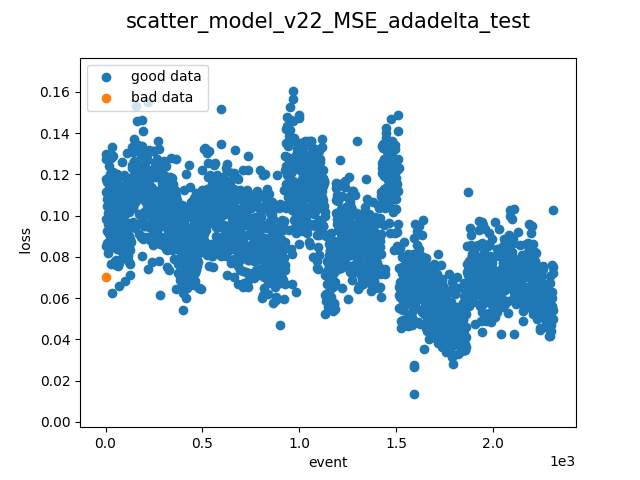 scatter_model_v22_MSE_adadelta_test
good data
bad data
0.16
0.14
0.12
0.10
0.08
0.06
0.04
0.02
0.00
loss
0.0 0.5 1.0 1.5 2.0
event
1e3